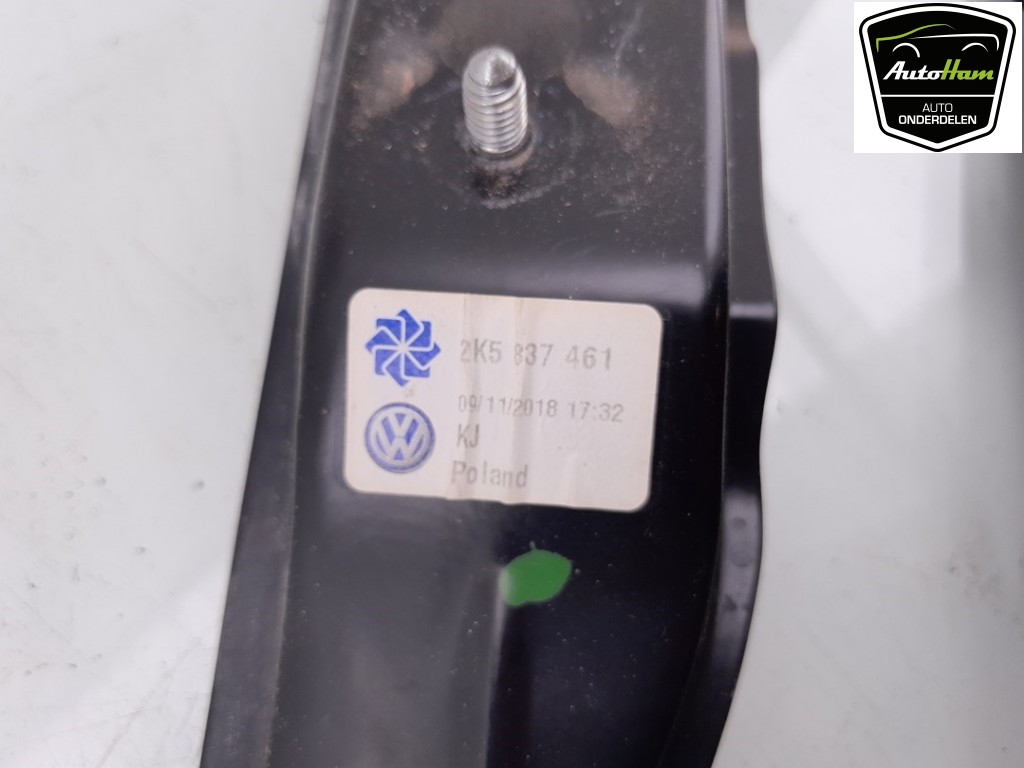 AutoHam
AUTO
ONDERDELEN
2K5 837 461
09/11/2018 17:32
KJ
Poland